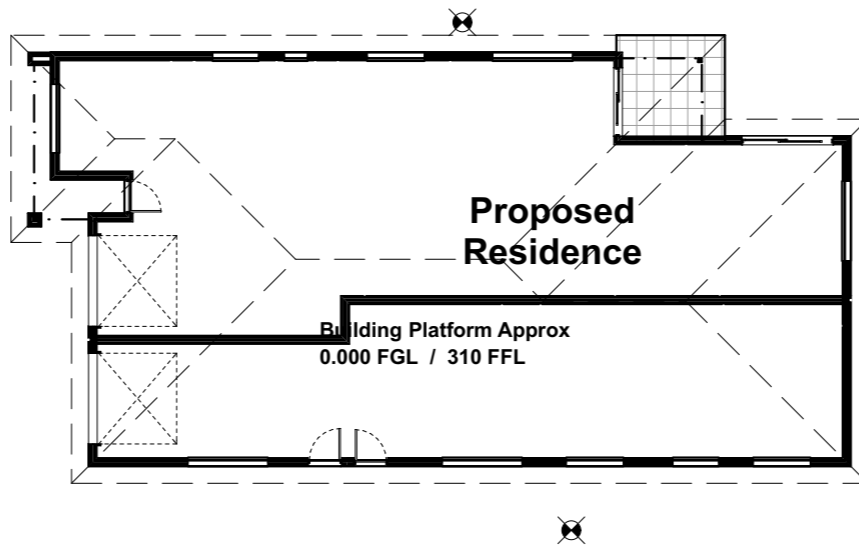 Proposed
Residence
Building Platform Approx
0.000 FGL / 310 FFL